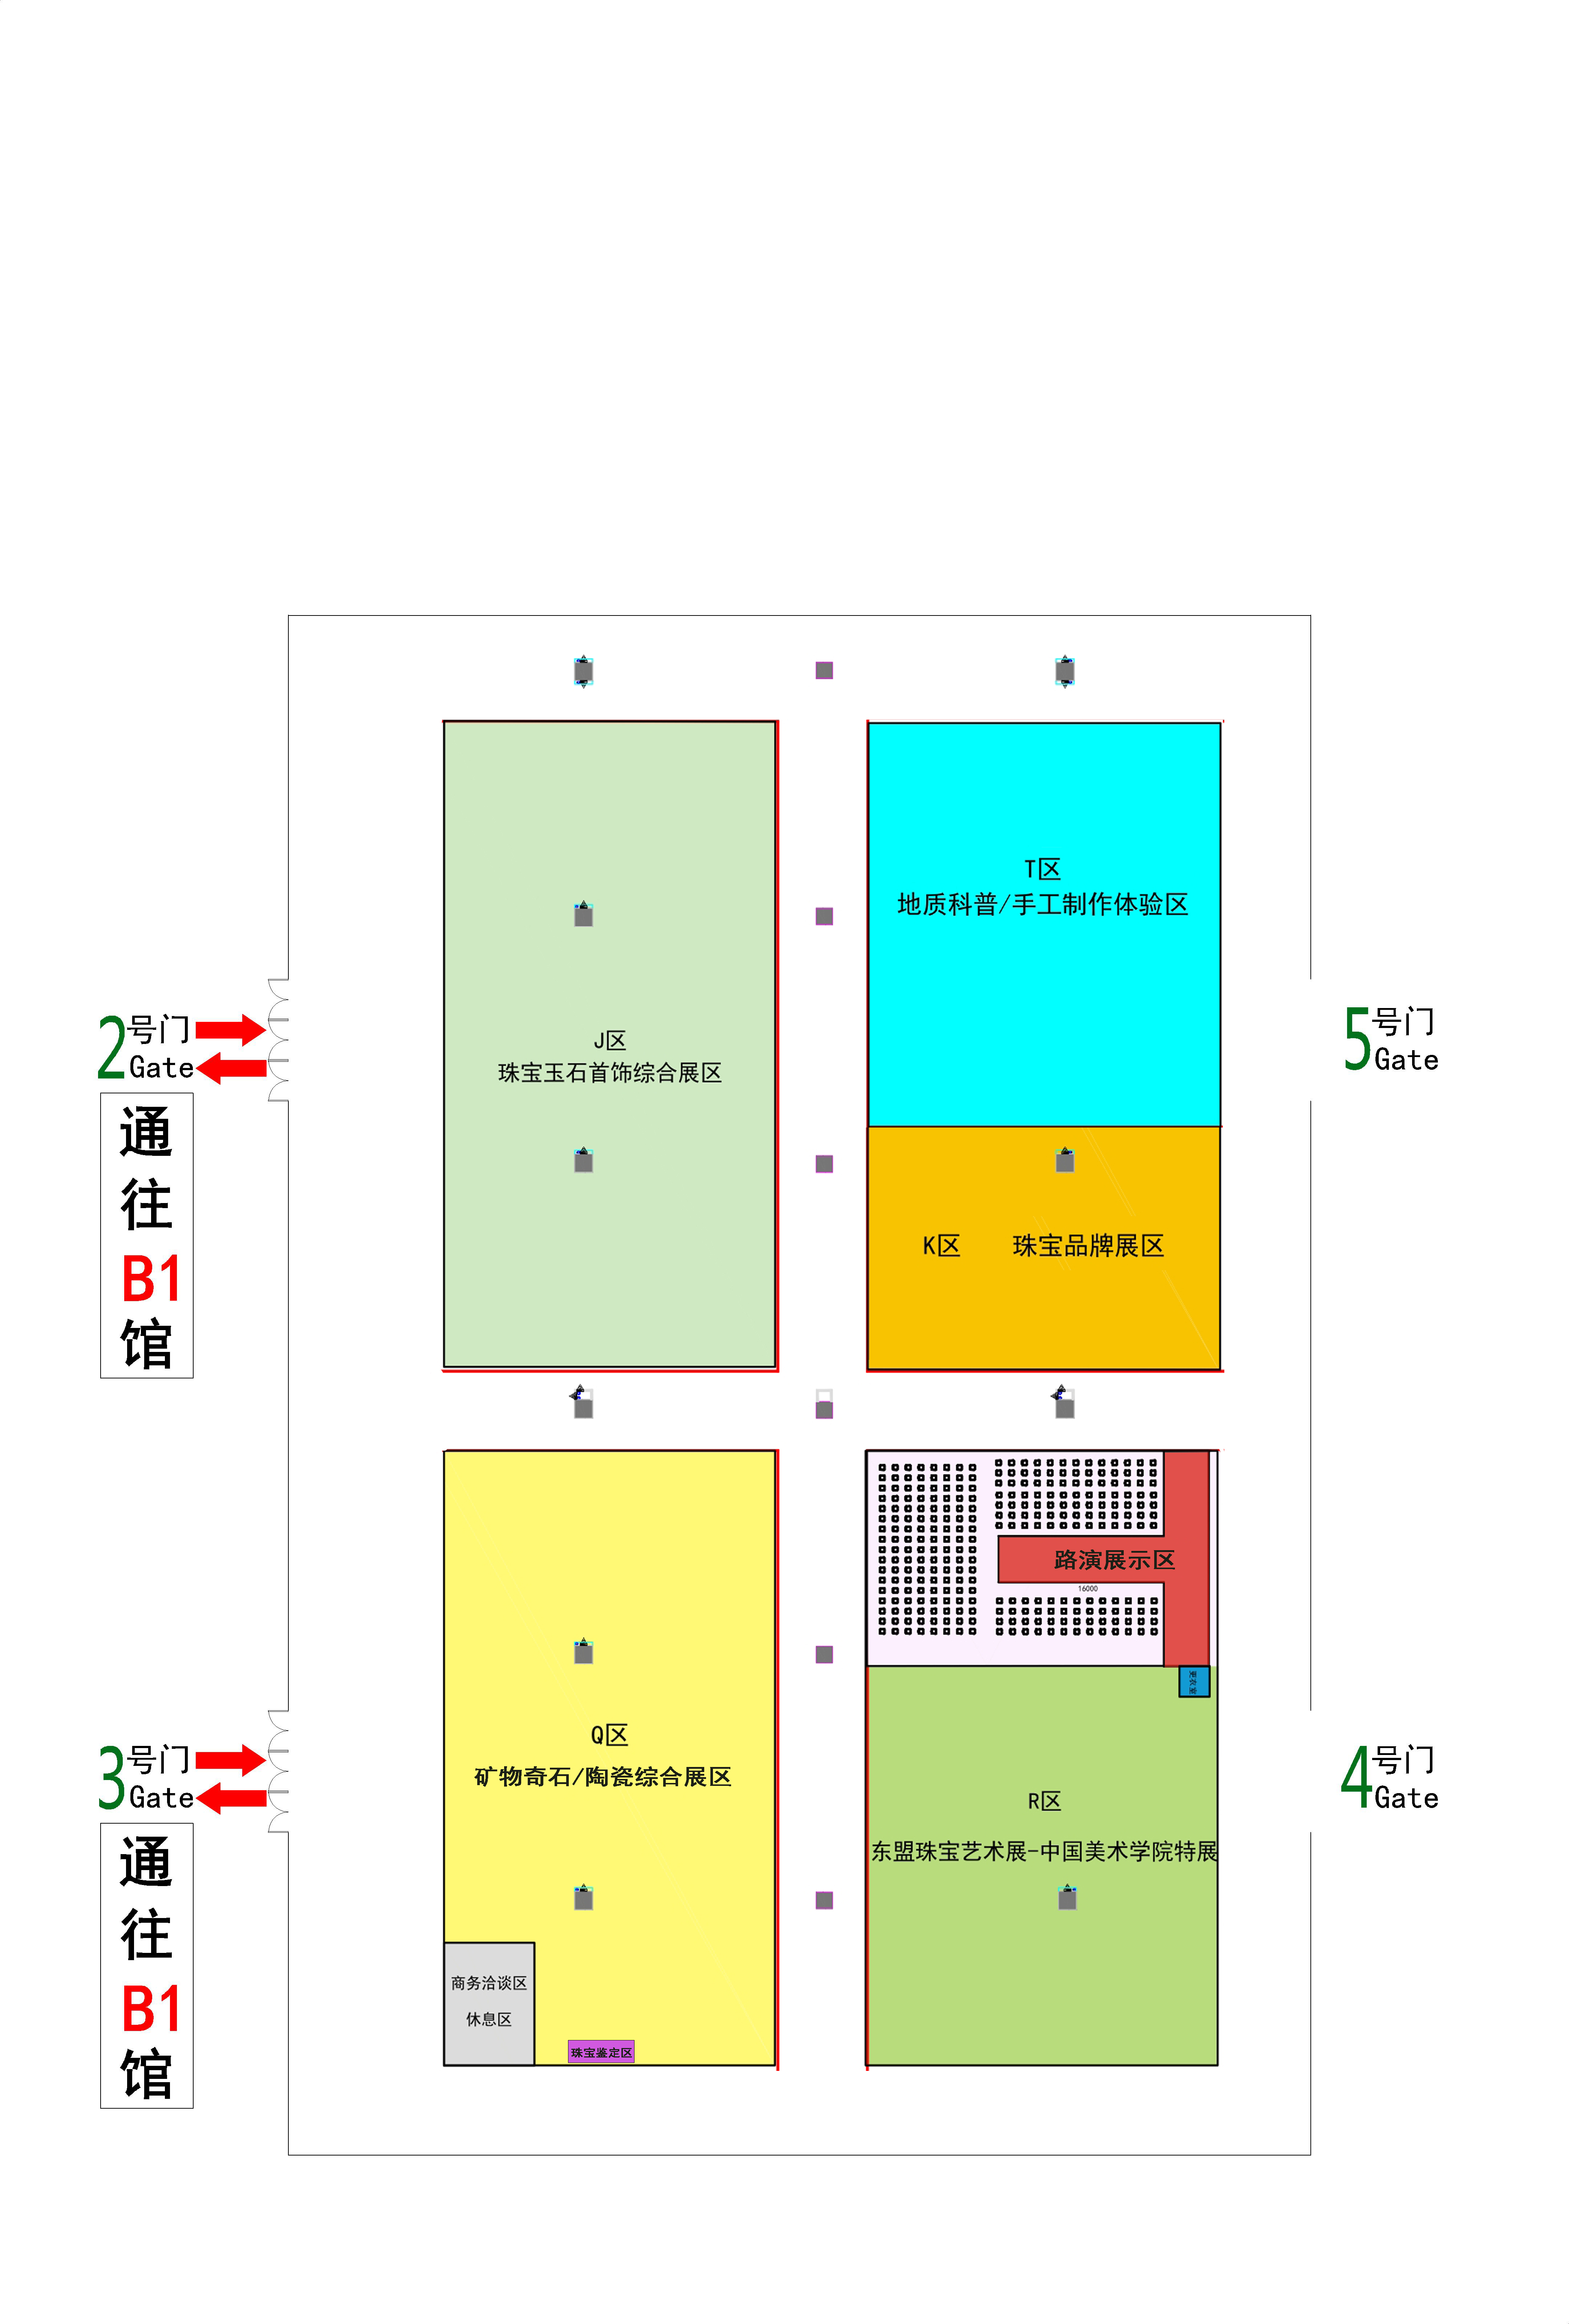 T区
地质科普/手工制作体验区
2号门
Gate
通
往
B1
馆
J区
珠宝玉石首饰综合展区
5号门
Gate
K区 珠宝品牌展区
路演展示区
16000
更衣室
3号门
Gate
通
往
B1
馆
Q区
矿物奇石/陶瓷综合展区
商务洽谈区
休息区
珠宝鉴定区
R区
东盟珠宝艺术展-中国美术学院特展
4号门
Gate